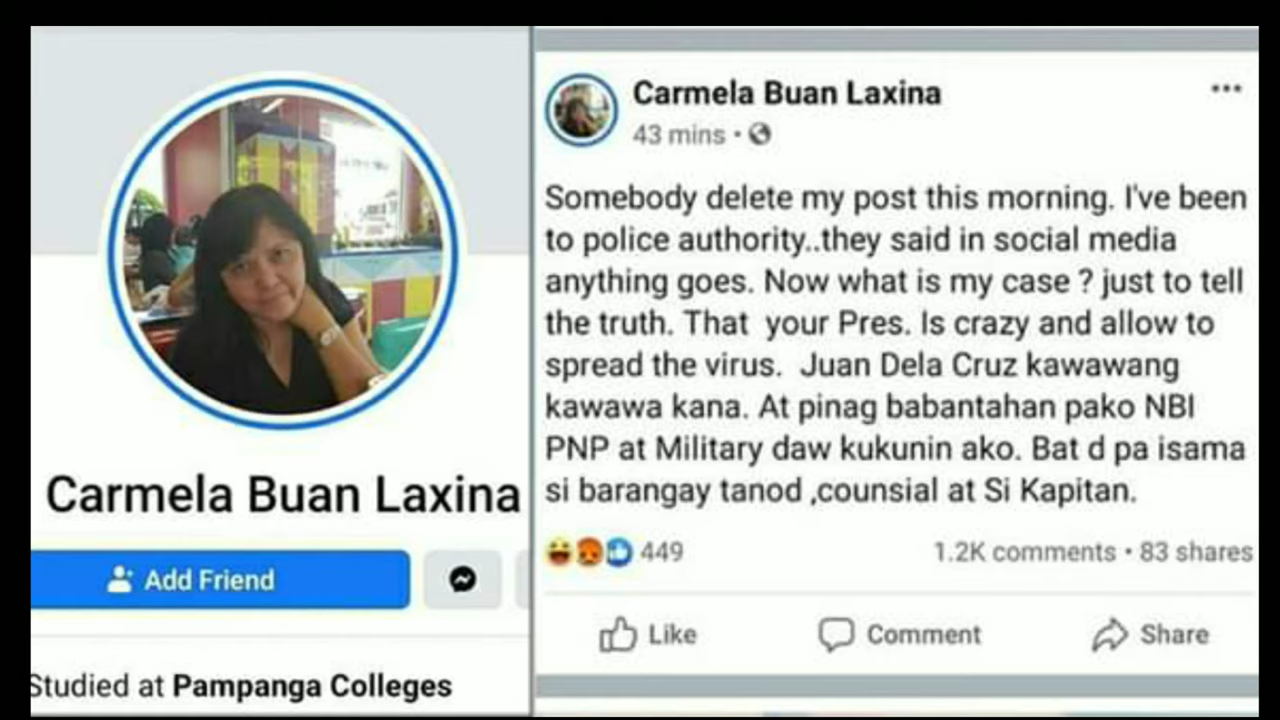 Carmela Buan Laxina
Add Friend
Studied at Pampanga Colleges
Carmela Buan Laxina
43 mins •
Somebody delete my post this morning. I've been
to police authority..they said in social media
anything goes. Now what is my case ? just to tell
the truth. That your Pres. Is crazy and allow to
spread the virus. Juan Dela Cruz kawawang
kawawa kana. At pinag babantahan pako NBI
PNP at Military daw kukunin ako. Bat d pa isama
si barangay tanod ,counsial at Si Kapitan.
449
1.2K comments • 83 shares
Like Comment Share